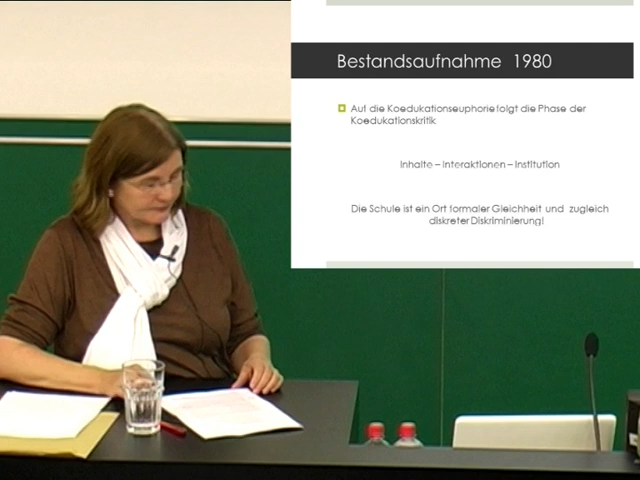 Bestandsaufnahme 1980
Auf die Koedukationseuphorie folgt die Phase der
Koedukationskritik
Inhalte – Interaktionen – Institution
Die Schule ist ein Ort formaler Gleichheit und zugleich
diskreter Diskriminierung!